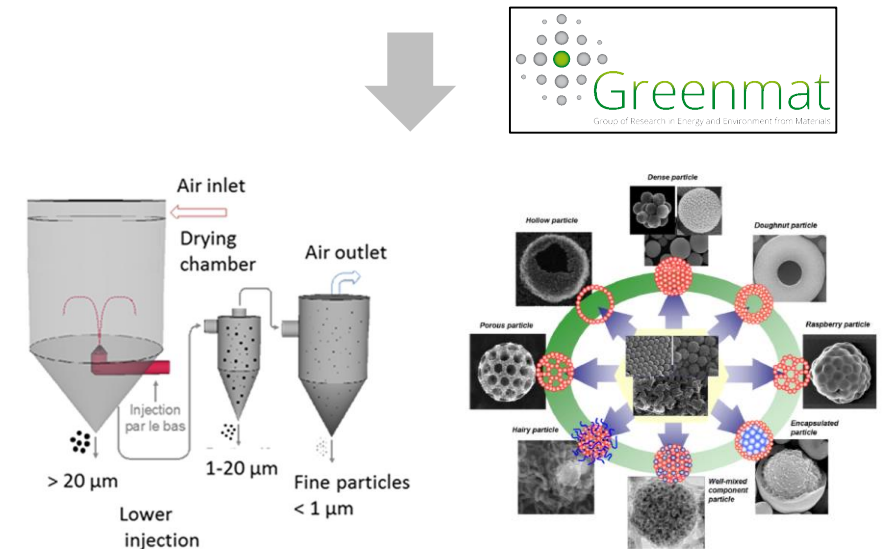 Greenmat
Group of Research in Energy and Environment from Materials
Air inlet
Drying
chamber
Air outlet
Injection
par le bas
> 20 µm
1-20 µm
Fine particles
< 1 µm
Lower
injection
Dense particle
Hollow particle
Doughnut particle
Porous particle
Raspberry particle
Hairy particle
Encapsulated
particle
Well-mixed
component
particle